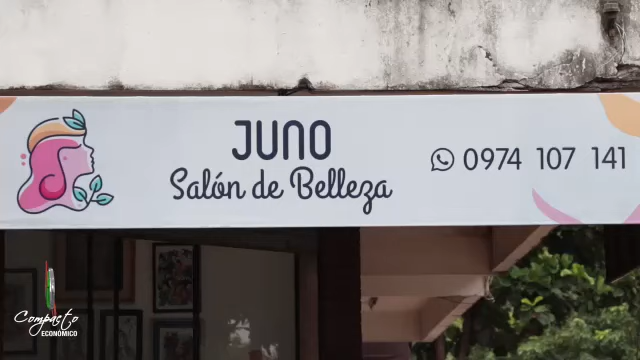 JUNO
Salón de Belleza
0974 107 141
Compasto
ECONÓMICO